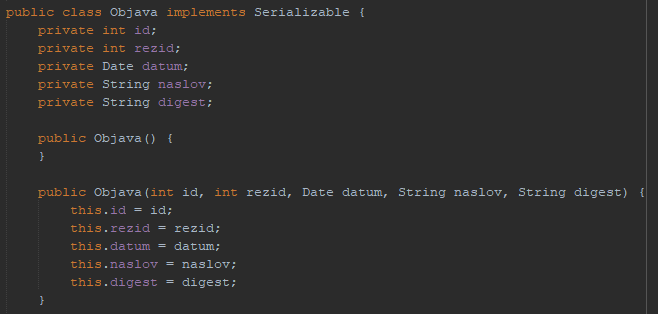 public class Objava implements Serializable {
    private int id;
    private int rezid;
    private Date datum;
    private String naslov;
    private String digest;
    public Objava() {
    }
    public Objava(int id, int rezid, Date datum, String naslov, String digest) {
        this.id = id;
        this.rezid = rezid;
        this.datum = datum;
        this.naslov = naslov;
        this.digest = digest;
    }